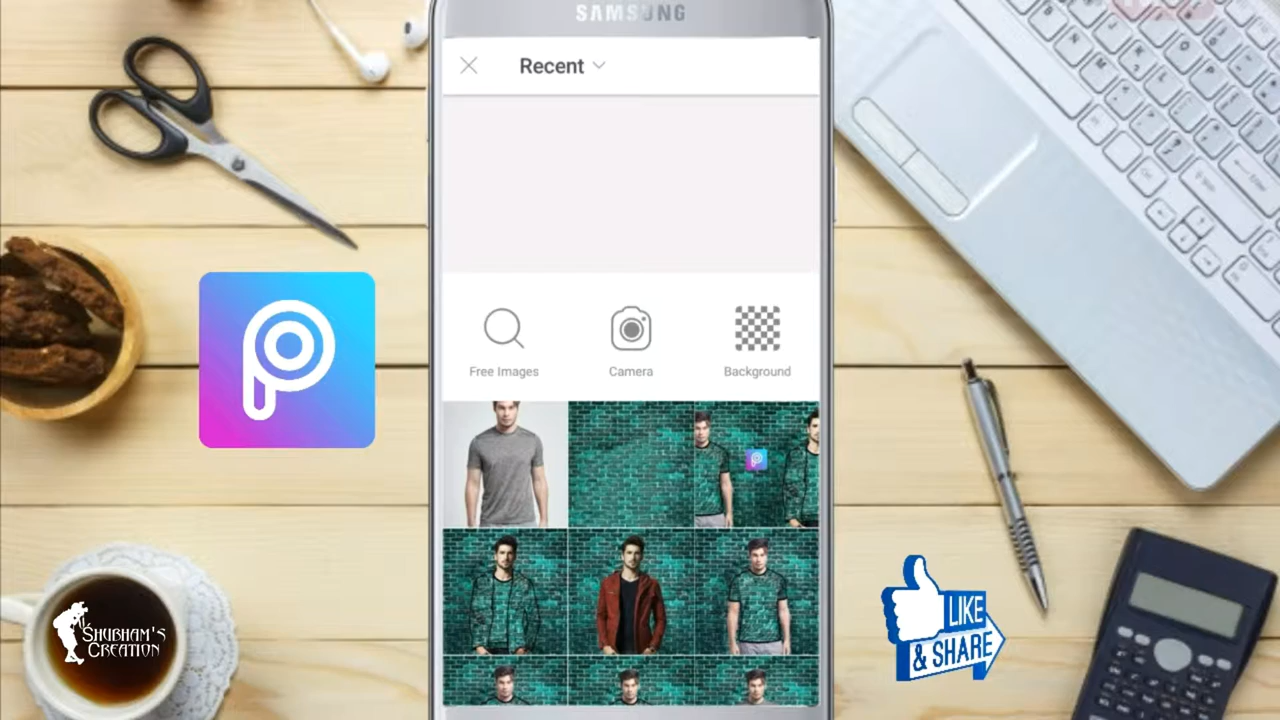 SAMSUNG
Recent
Free Images
Camera
Background
SHUBHAM'S
CREATION
LIKE
& SHARE